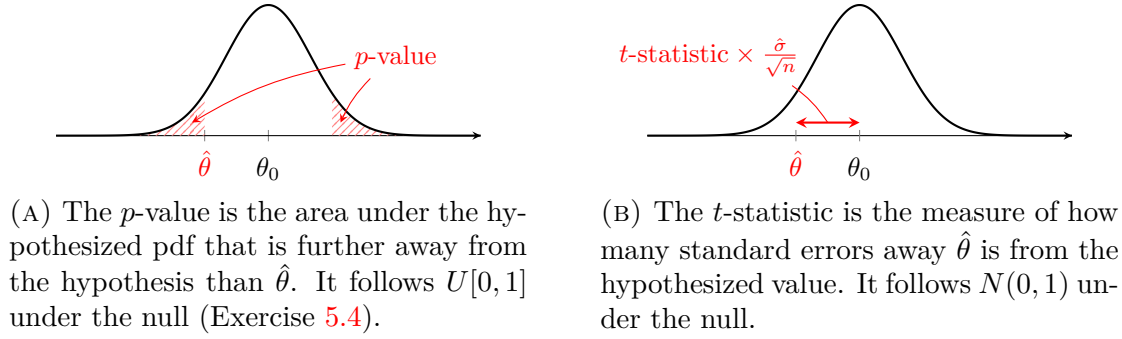 p-value
θ̂
θ₀
(A) The p-value is the area under the hy-
pothesized pdf that is further away from
the hypothesis than θ̂. It follows U[0, 1]
under the null (Exercise 5.4).
t-statistic × σ̂/√n
θ̂
θ₀
(B) The t-statistic is the measure of how
many standard errors away θ̂ is from the
hypothesized value. It follows N(0, 1) un-
der the null.